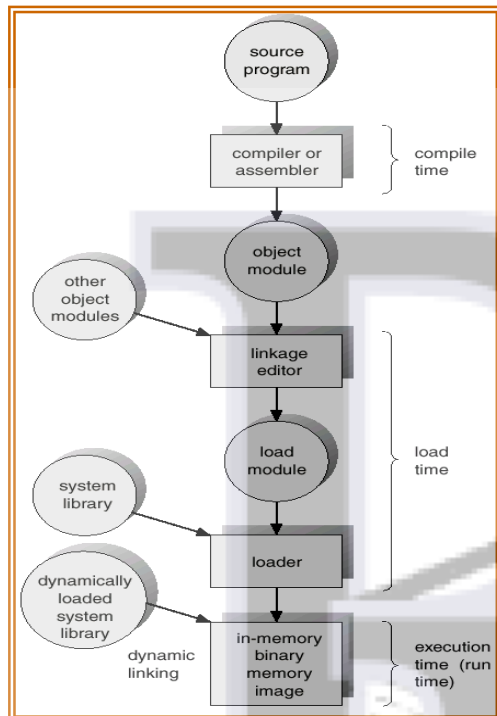 source
program
compiler or
assembler
compile
time
object
module
other
object
modules
linkage
editor
load
module
load
time
system
library
loader
dynamically
loaded
system
library
dynamic
linking
in-memory
binary
memory
image
execution
time (run
time)